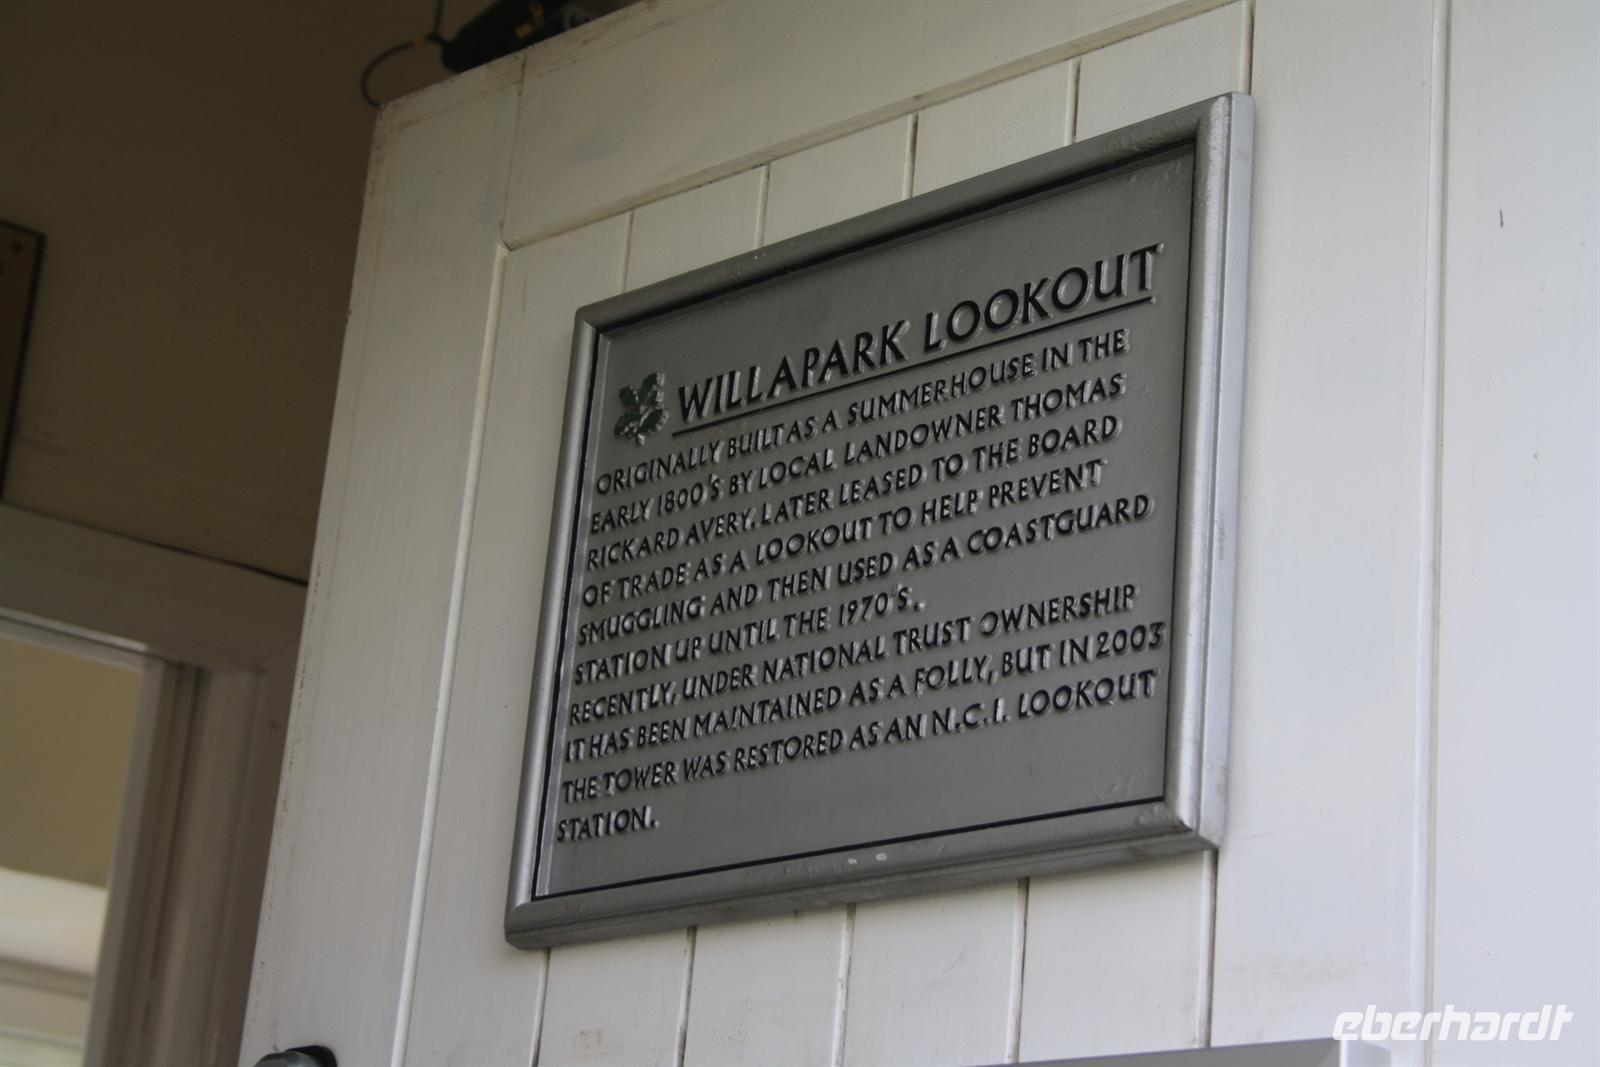 WILLAPARK LOOKOUT
ORIGINALLY BUILT AS A SUMMERHOUSE IN THE
EARLY 1800'S BY LOCAL LANDOWNER THOMAS
RICKARD AVERY. LATER LEASED TO THE BOARD
OF TRADE AS A LOOKOUT TO HELP PREVENT
SMUGGLING AND THEN USED AS A COASTGUARD
STATION UP UNTIL THE 1970'S.
RECENTLY, UNDER NATIONAL TRUST OWNERSHIP
IT HAS BEEN MAINTAINED AS A FOLLY, BUT IN 2003
THE TOWER WAS RESTORED AS AN N.C.I. LOOKOUT
STATION.
eberhardt